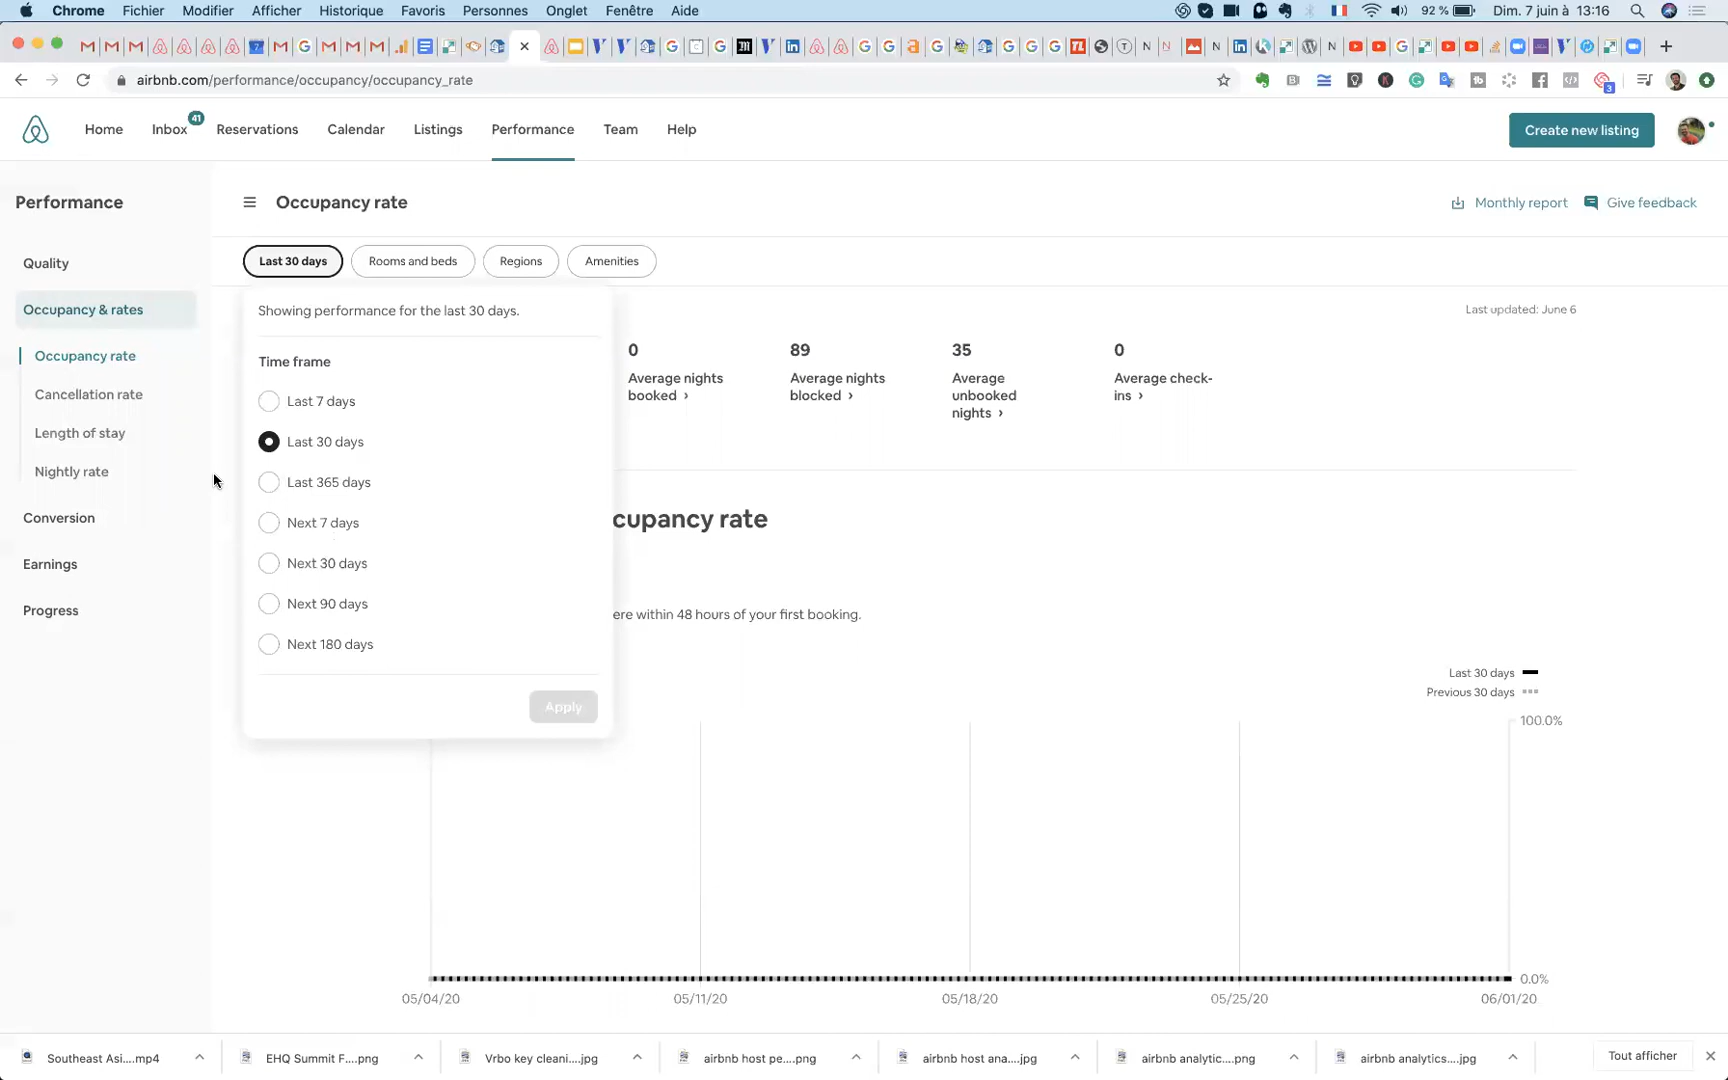 Chrome Fichier Modifier Afficher Historique Favoris Personnes Onglet Fenêtre Aide 92 % Dim. 7 juin à 13:16
airbnb.com/performance/occupancy/occupancy_rate
3
Home Inbox 41 Reservations Calendar Listings Performance Team Help Create new listing
Performance
Occupancy rate
Monthly report Give feedback
Last 30 days Rooms and beds Regions Amenities
Quality
Occupancy & rates
Occupancy rate
Cancellation rate
Length of stay
Nightly rate
Conversion
Earnings
Progress
Showing performance for the last 30 days.
Time frame
Last 7 days
Last 30 days
Last 365 days
Next 7 days
Next 30 days
Next 90 days
Next 180 days
Apply
Last updated: June 6
0
Average nights
booked ›
89
Average nights
blocked ›
35
Average
unbooked
nights ›
0
Average check-
ins ›
cupancy rate
ere within 48 hours of your first booking.
Last 30 days
Previous 30 days
100.0%
0.0%
05/04/20 05/11/20 05/18/20 05/25/20 06/01/20
Southeast Asi....mp4 EHQ Summit F....png Vrbo key cleani....jpg airbnb host pe....png airbnb host ana....jpg airbnb analytic....png airbnb analytics....jpg Tout afficher